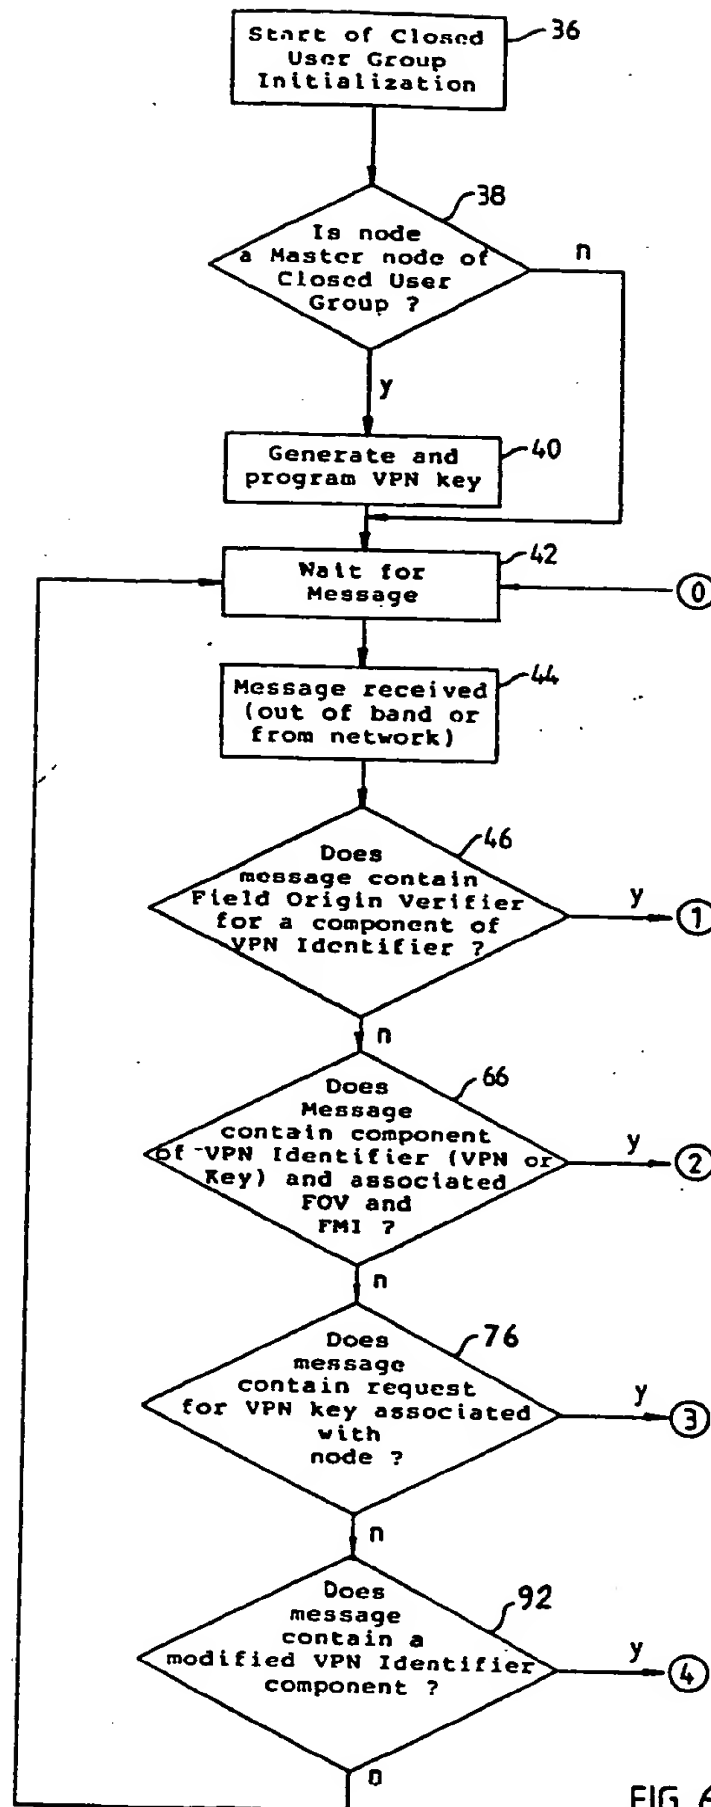 Start of Closed
User Group
Initialization
36
38
Is node
a Master node of
Closed User
Group ?
n
y
Generate and
program VPN key
40
Wait for
Message
42
0
Message received
(out of band or
from network)
44
46
Does
message contain
Field Origin Verifier
for a component of
VPN Identifier ?
y
1
n
66
Does
Message
contain component
of VPN Identifier (VPN or
Key) and associated
FOV and
FMI ?
y
2
n
76
Does
message
contain request
for VPN key associated
with
node ?
y
3
n
92
Does
message
contain a
modified VPN Identifier
component ?
y
4
n
FIG. 6